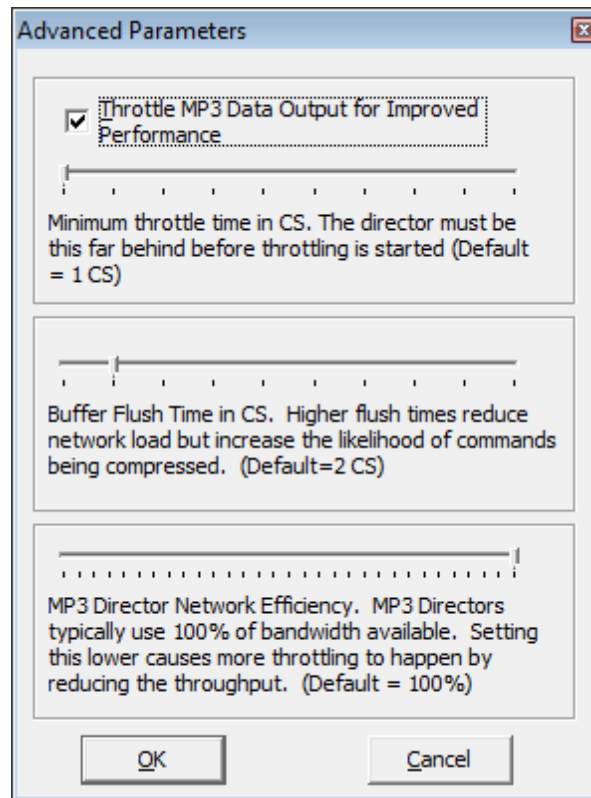 Advanced Parameters
Throttle MP3 Data Output for Improved
Performance
Minimum throttle time in CS. The director must be
this far behind before throttling is started (Default
= 1 CS)
Buffer Flush Time in CS.  Higher flush times reduce
network load but increase the likelihood of commands
being compressed.  (Default=2 CS)
MP3 Director Network Efficiency.  MP3 Directors
typically use 100% of bandwidth available.  Setting
this lower causes more throttling to happen by
reducing the throughput.  (Default = 100%)
OK
Cancel